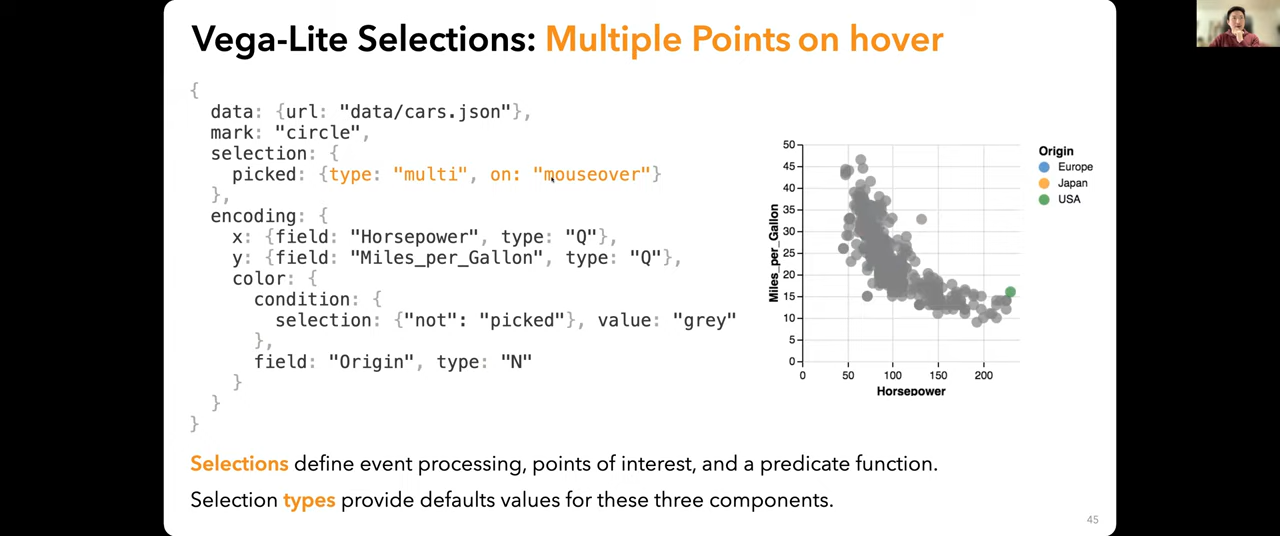 Vega-Lite Selections: Multiple Points on hover
{
data: {url: "data/cars.json"},
mark: "circle",
selection: {
picked: {type: "multi", on: "mouseover"}
},
encoding: {
x: {field: "Horsepower", type: "Q"},
y: {field: "Miles_per_Gallon", type: "Q"},
color: {
condition: {
selection: {"not": "picked"}, value: "grey"
},
field: "Origin", type: "N"
}
}
}
50
45
40
35
30
25
20
15
10
5
0
Miles_per_Gallon
0 50 100 150 200
Horsepower
Origin
Europe
Japan
USA
Selections define event processing, points of interest, and a predicate function.
Selection types provide defaults values for these three components.
45